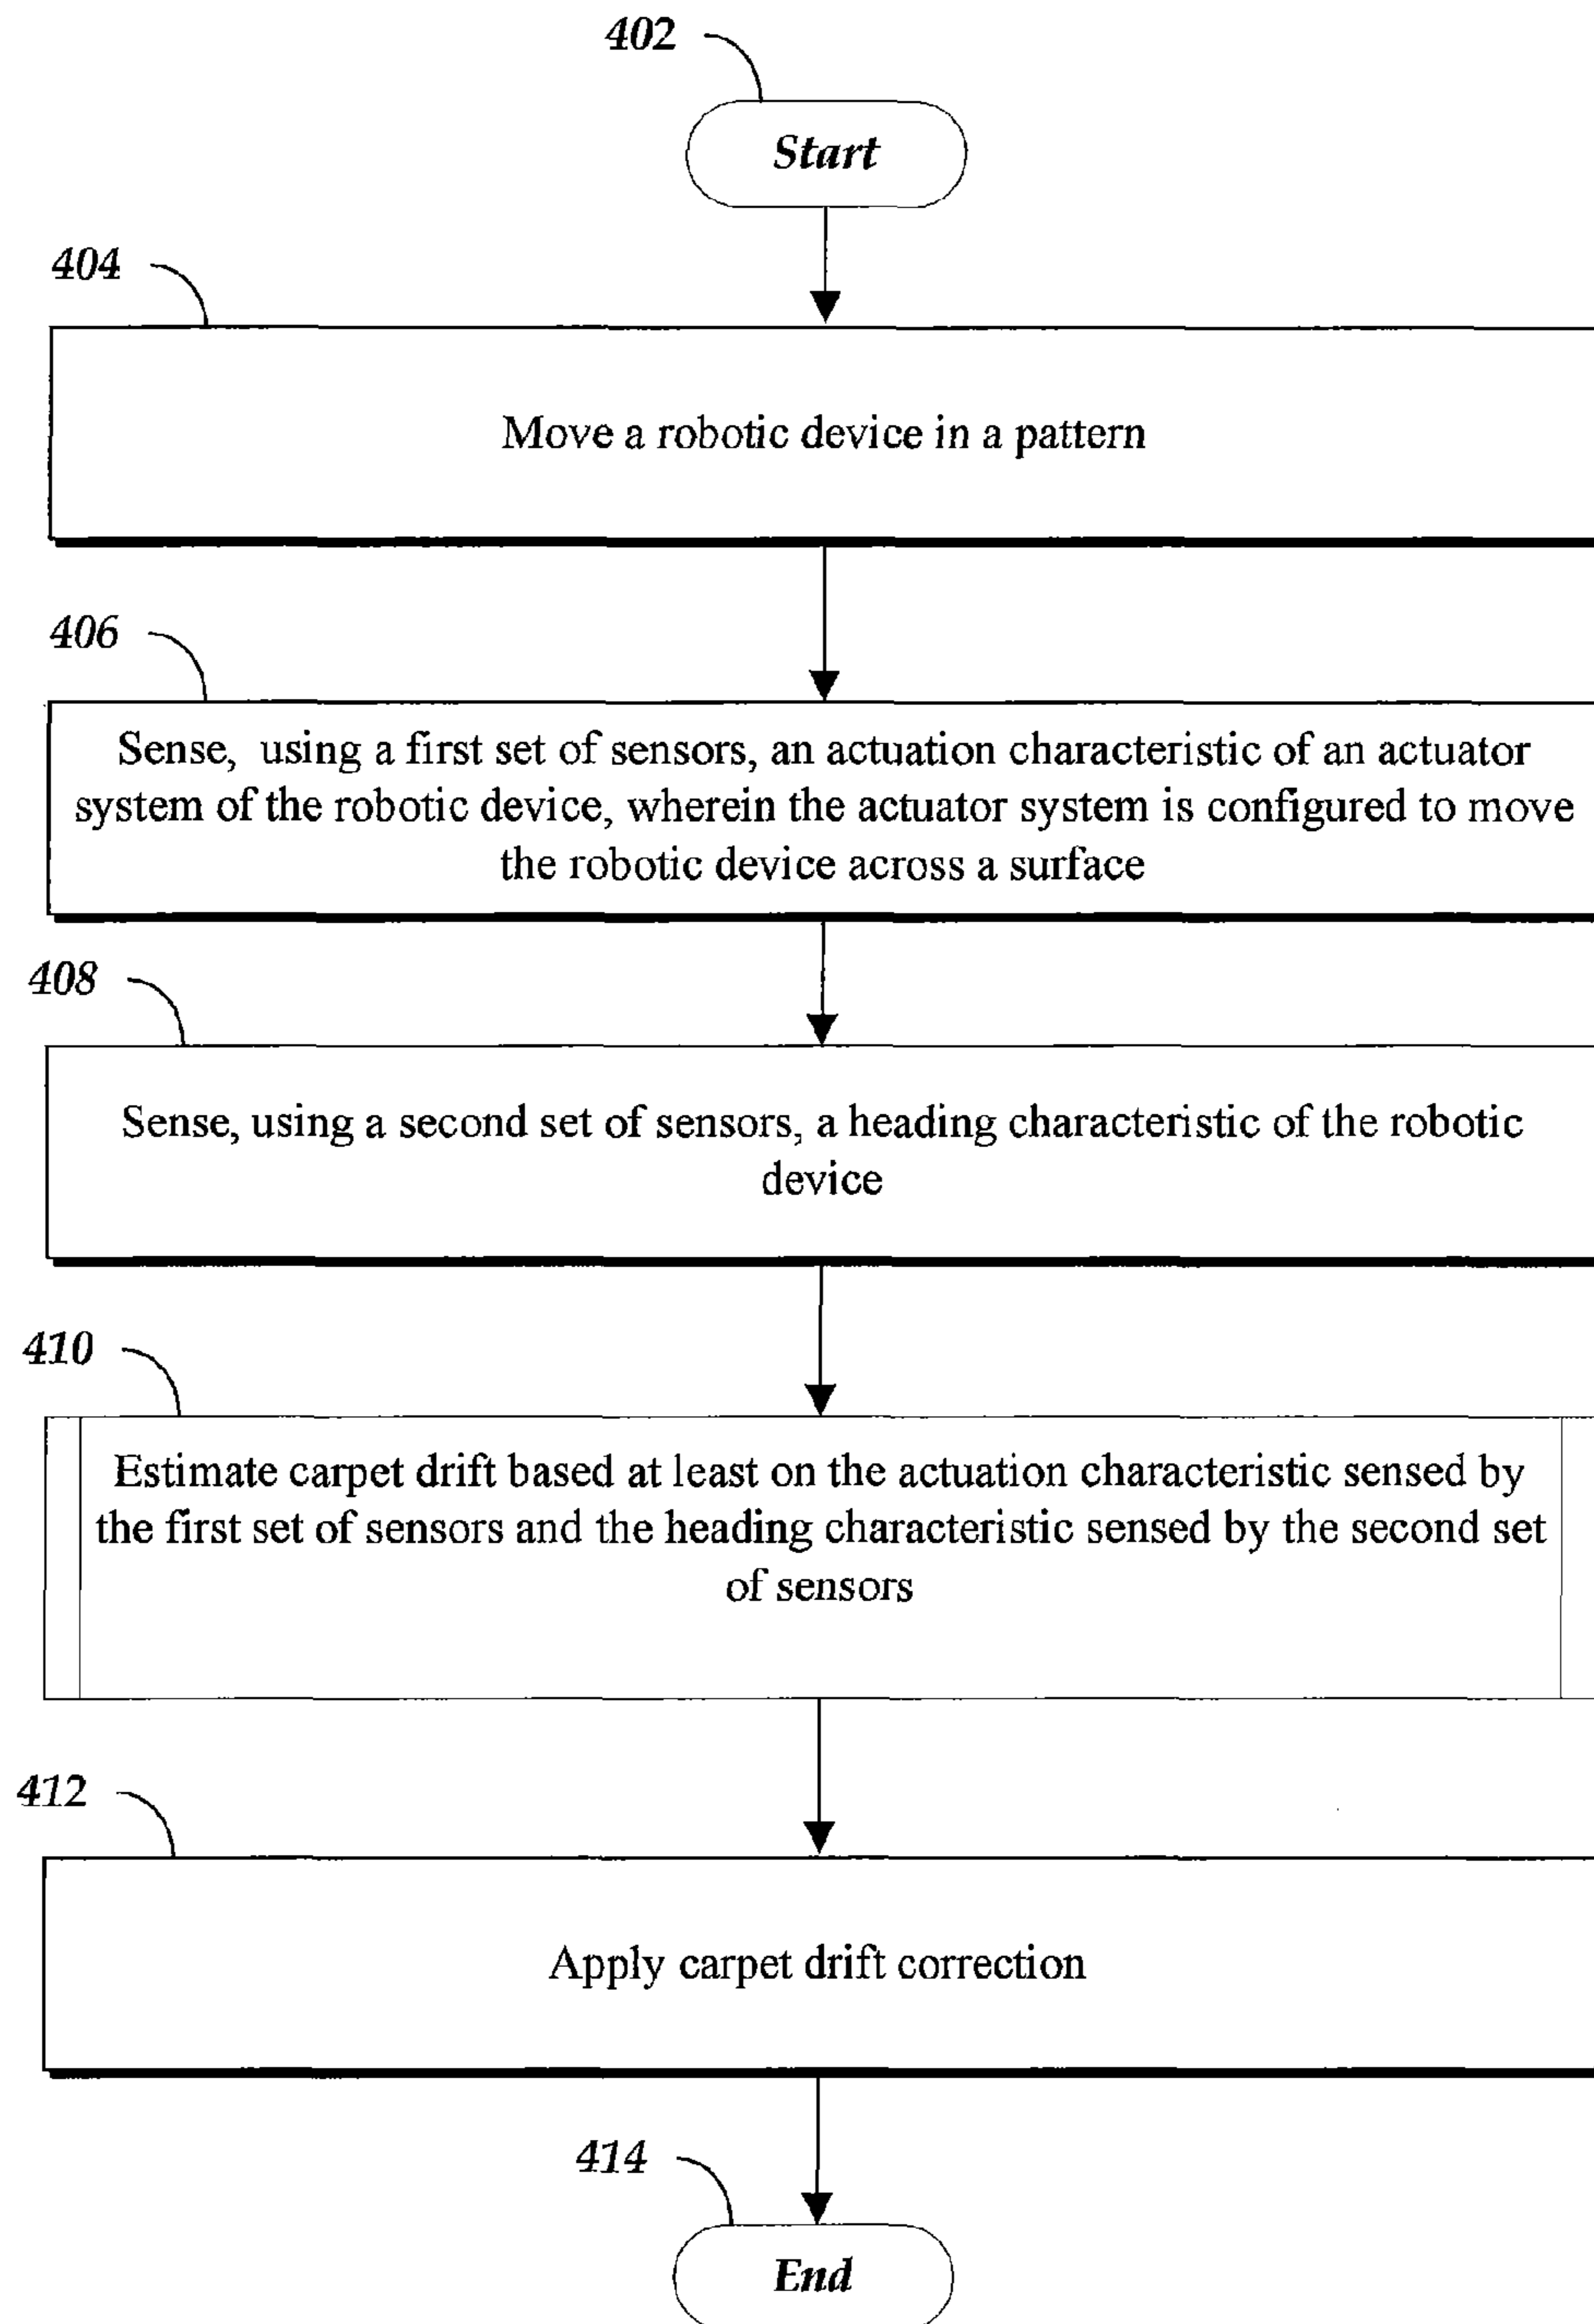 402
Start
404
Move a robotic device in a pattern
406
Sense, using a first set of sensors, an actuation characteristic of an actuator
system of the robotic device, wherein the actuator system is configured to move
the robotic device across a surface
408
Sense, using a second set of sensors, a heading characteristic of the robotic
device
410
Estimate carpet drift based at least on the actuation characteristic sensed by
the first set of sensors and the heading characteristic sensed by the second set
of sensors
412
Apply carpet drift correction
414
End